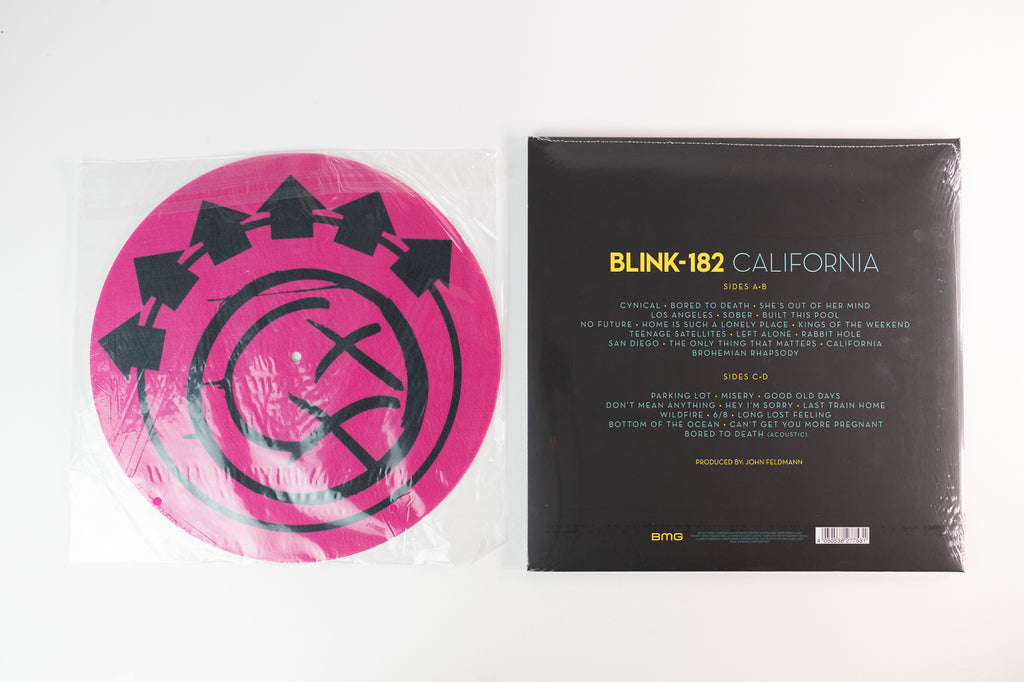 BLINK-182 CALIFORNIA
SIDES A•B
CYNICAL • BORED TO DEATH • SHE'S OUT OF HER MIND
LOS ANGELES • SOBER • BUILT THIS POOL
NO FUTURE • HOME IS SUCH A LONELY PLACE • KINGS OF THE WEEKEND
TEENAGE SATELLITES • LEFT ALONE • RABBIT HOLE
SAN DIEGO • THE ONLY THING THAT MATTERS • CALIFORNIA
BROHEMIAN RHAPSODY
SIDES C•D
PARKING LOT • MISERY • GOOD OLD DAYS
DON'T MEAN ANYTHING • HEY I'M SORRY • LAST TRAIN HOME
WILDFIRE • 6/8 • LONG LOST FEELING
BOTTOM OF THE OCEAN • CAN'T GET YOU MORE PREGNANT
BORED TO DEATH (ACOUSTIC)
PRODUCED BY: JOHN FELDMANN
BMG
4 050538 277531